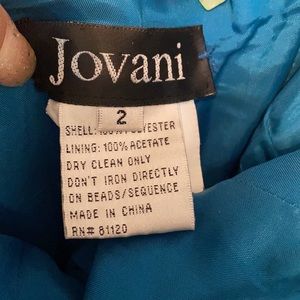 Jovani
2
SHELL: 100% POLYESTER
LINING: 100% ACETATE
DRY CLEAN ONLY
DON'T IRON DIRECTLY
ON BEADS/SEQUENCE
MADE IN CHINA
RN# 81120